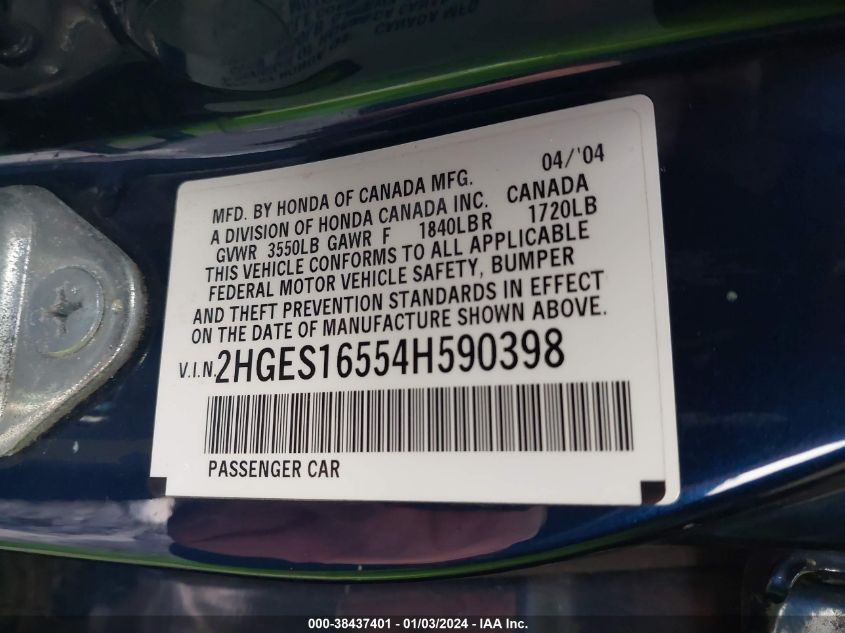 04/'04
MFD. BY HONDA OF CANADA MFG.
A DIVISION OF HONDA CANADA INC. CANADA
GVWR 3550LB GAWR F 1840LBR 1720LB
THIS VEHICLE CONFORMS TO ALL APPLICABLE
FEDERAL MOTOR VEHICLE SAFETY, BUMPER
AND THEFT PREVENTION STANDARDS IN EFFECT
ON THE DATE OF MANUFACTURE SHOWN ABOVE.
V.I.N. 2HGES16554H590398
PASSENGER CAR
000-38437401 - 01/03/2024 - IAA Inc.